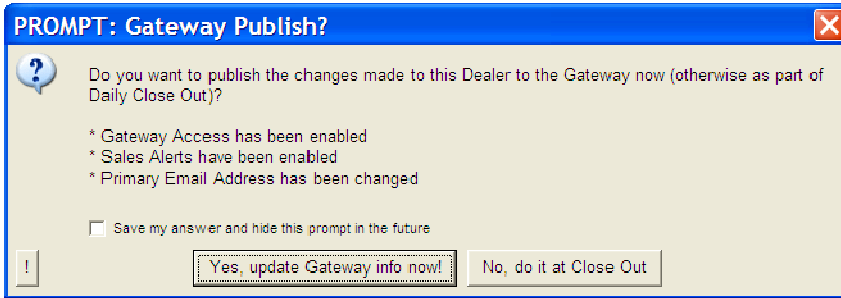 PROMPT: Gateway Publish?
Do you want to publish the changes made to this Dealer to the Gateway now (otherwise as part of
Daily Close Out)?
* Gateway Access has been enabled
* Sales Alerts have been enabled
* Primary Email Address has been changed
Save my answer and hide this prompt in the future
! Yes, update Gateway info now! No, do it at Close Out